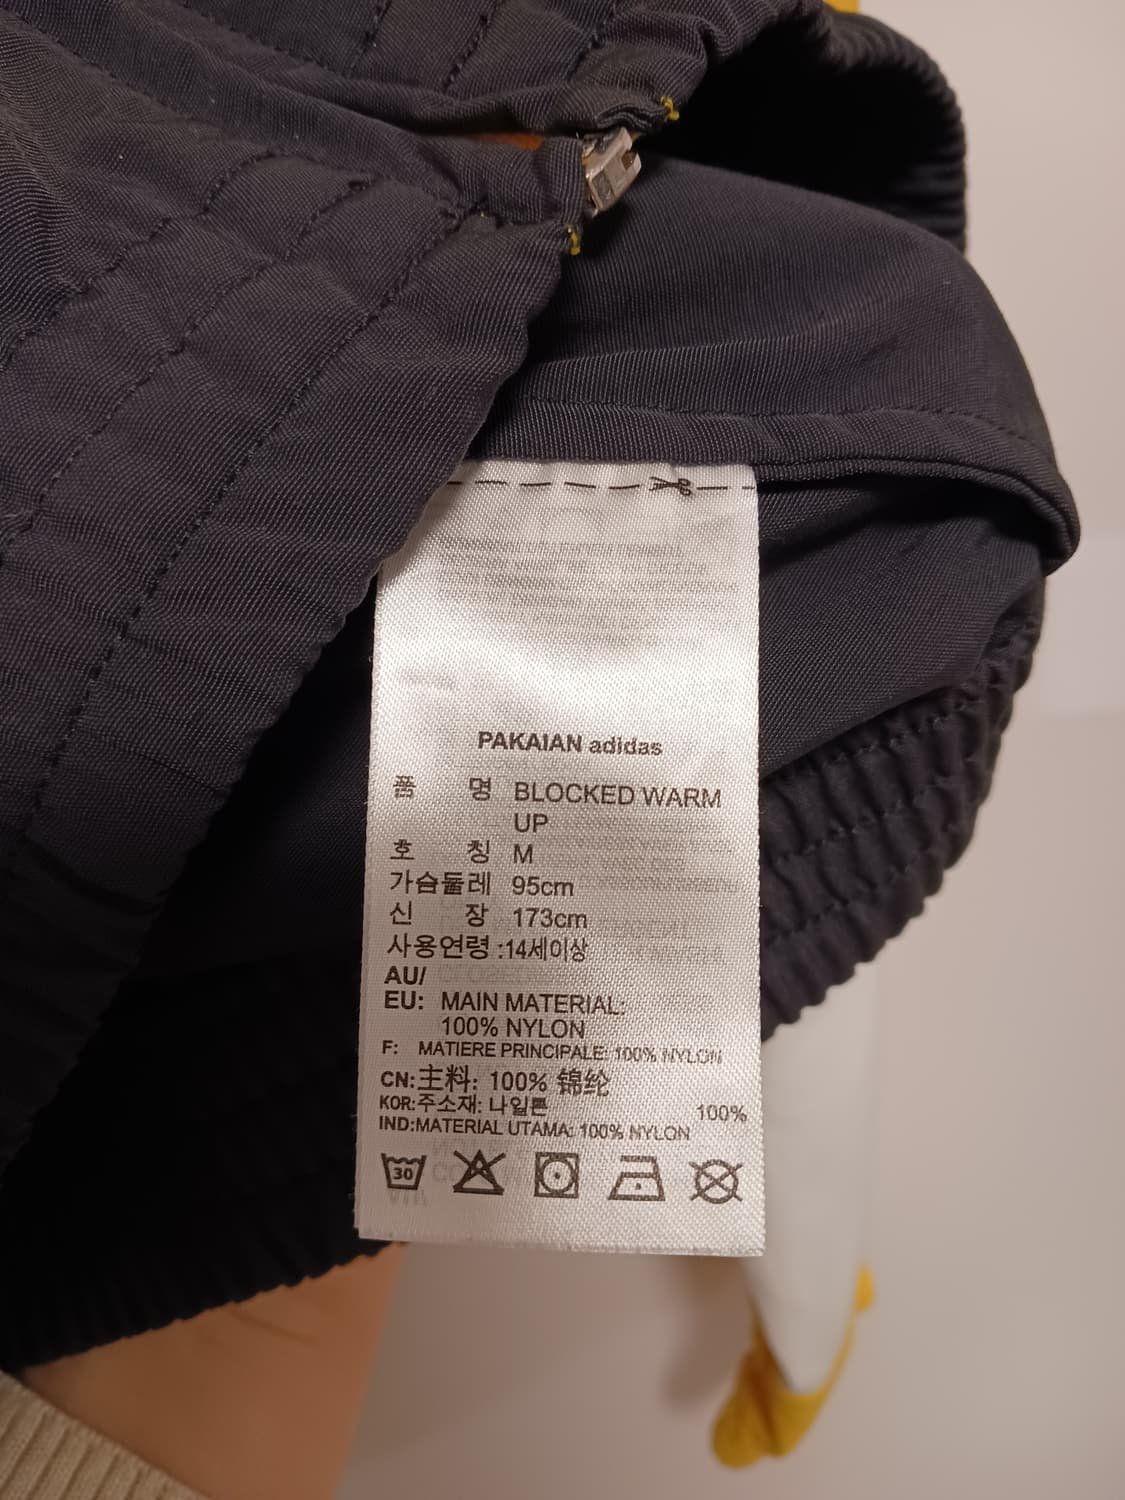 PAKAIAN adidas
품 명 BLOCKED WARM
UP
호 칭 M
가슴둘레 95cm
신 장 173cm
사용연령 :14세이상
AU/
EU: MAIN MATERIAL:
100% NYLON
F: MATIERE PRINCIPALE: 100% NYLON
CN:主料: 100% 锦纶
KOR:주소재: 나일론 100%
IND:MATERIAL UTAMA: 100% NYLON
30